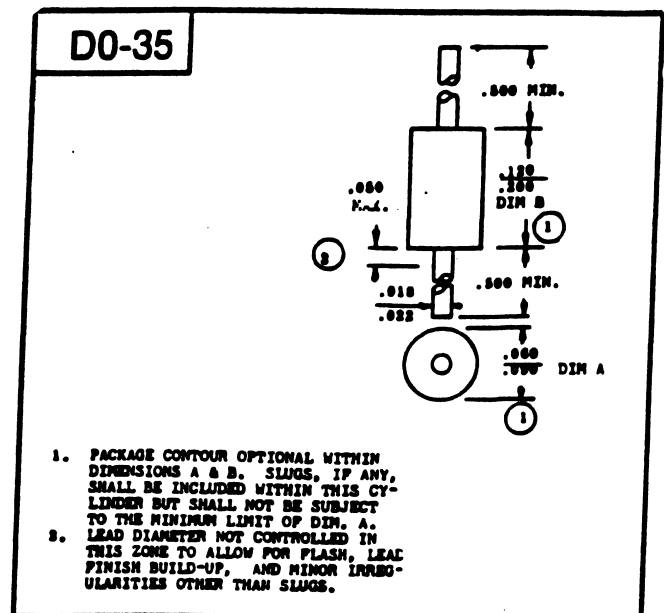 D0-35
.500 MIN.
.120
.200
DIM B
1
.050
2
.500 MIN.
.018
.022
.060
.090 DIM A
1
1. PACKAGE CONTOUR OPTIONAL WITHIN
DIMENSIONS A & B. SLUGS, IF ANY,
SHALL BE INCLUDED WITHIN THIS CY-
LINDER BUT SHALL NOT BE SUBJECT
TO THE MINIMUM LIMIT OF DIM. A.
2. LEAD DIAMETER NOT CONTROLLED IN
THIS ZONE TO ALLOW FOR FLASH, LEAD
FINISH BUILD-UP, AND MINOR IRREG-
ULARITIES OTHER THAN SLUGS.